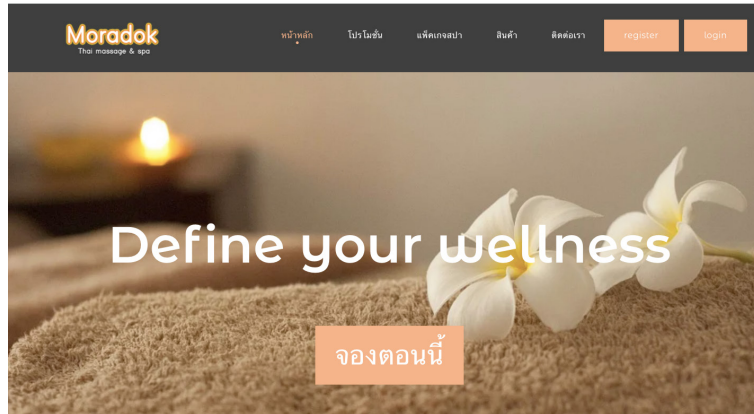 Moradok
Thai massage & spa
หน้าหลัก
โปรโมชั่น
แพ็คเกจสปา
สินค้า
ติดต่อเรา
register
login
Define your wellness
จองตอนนี้